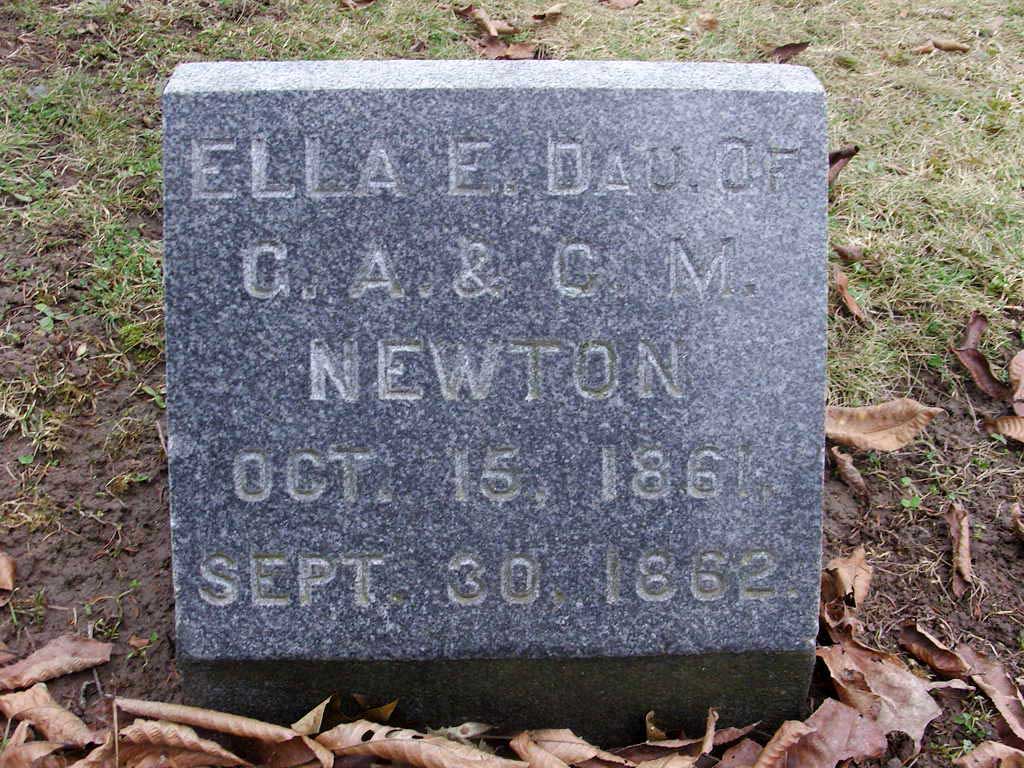 ELLA E. DAU. OF
G. A. & C. M.
NEWTON
OCT. 15, 1861.
SEPT. 30, 1862.